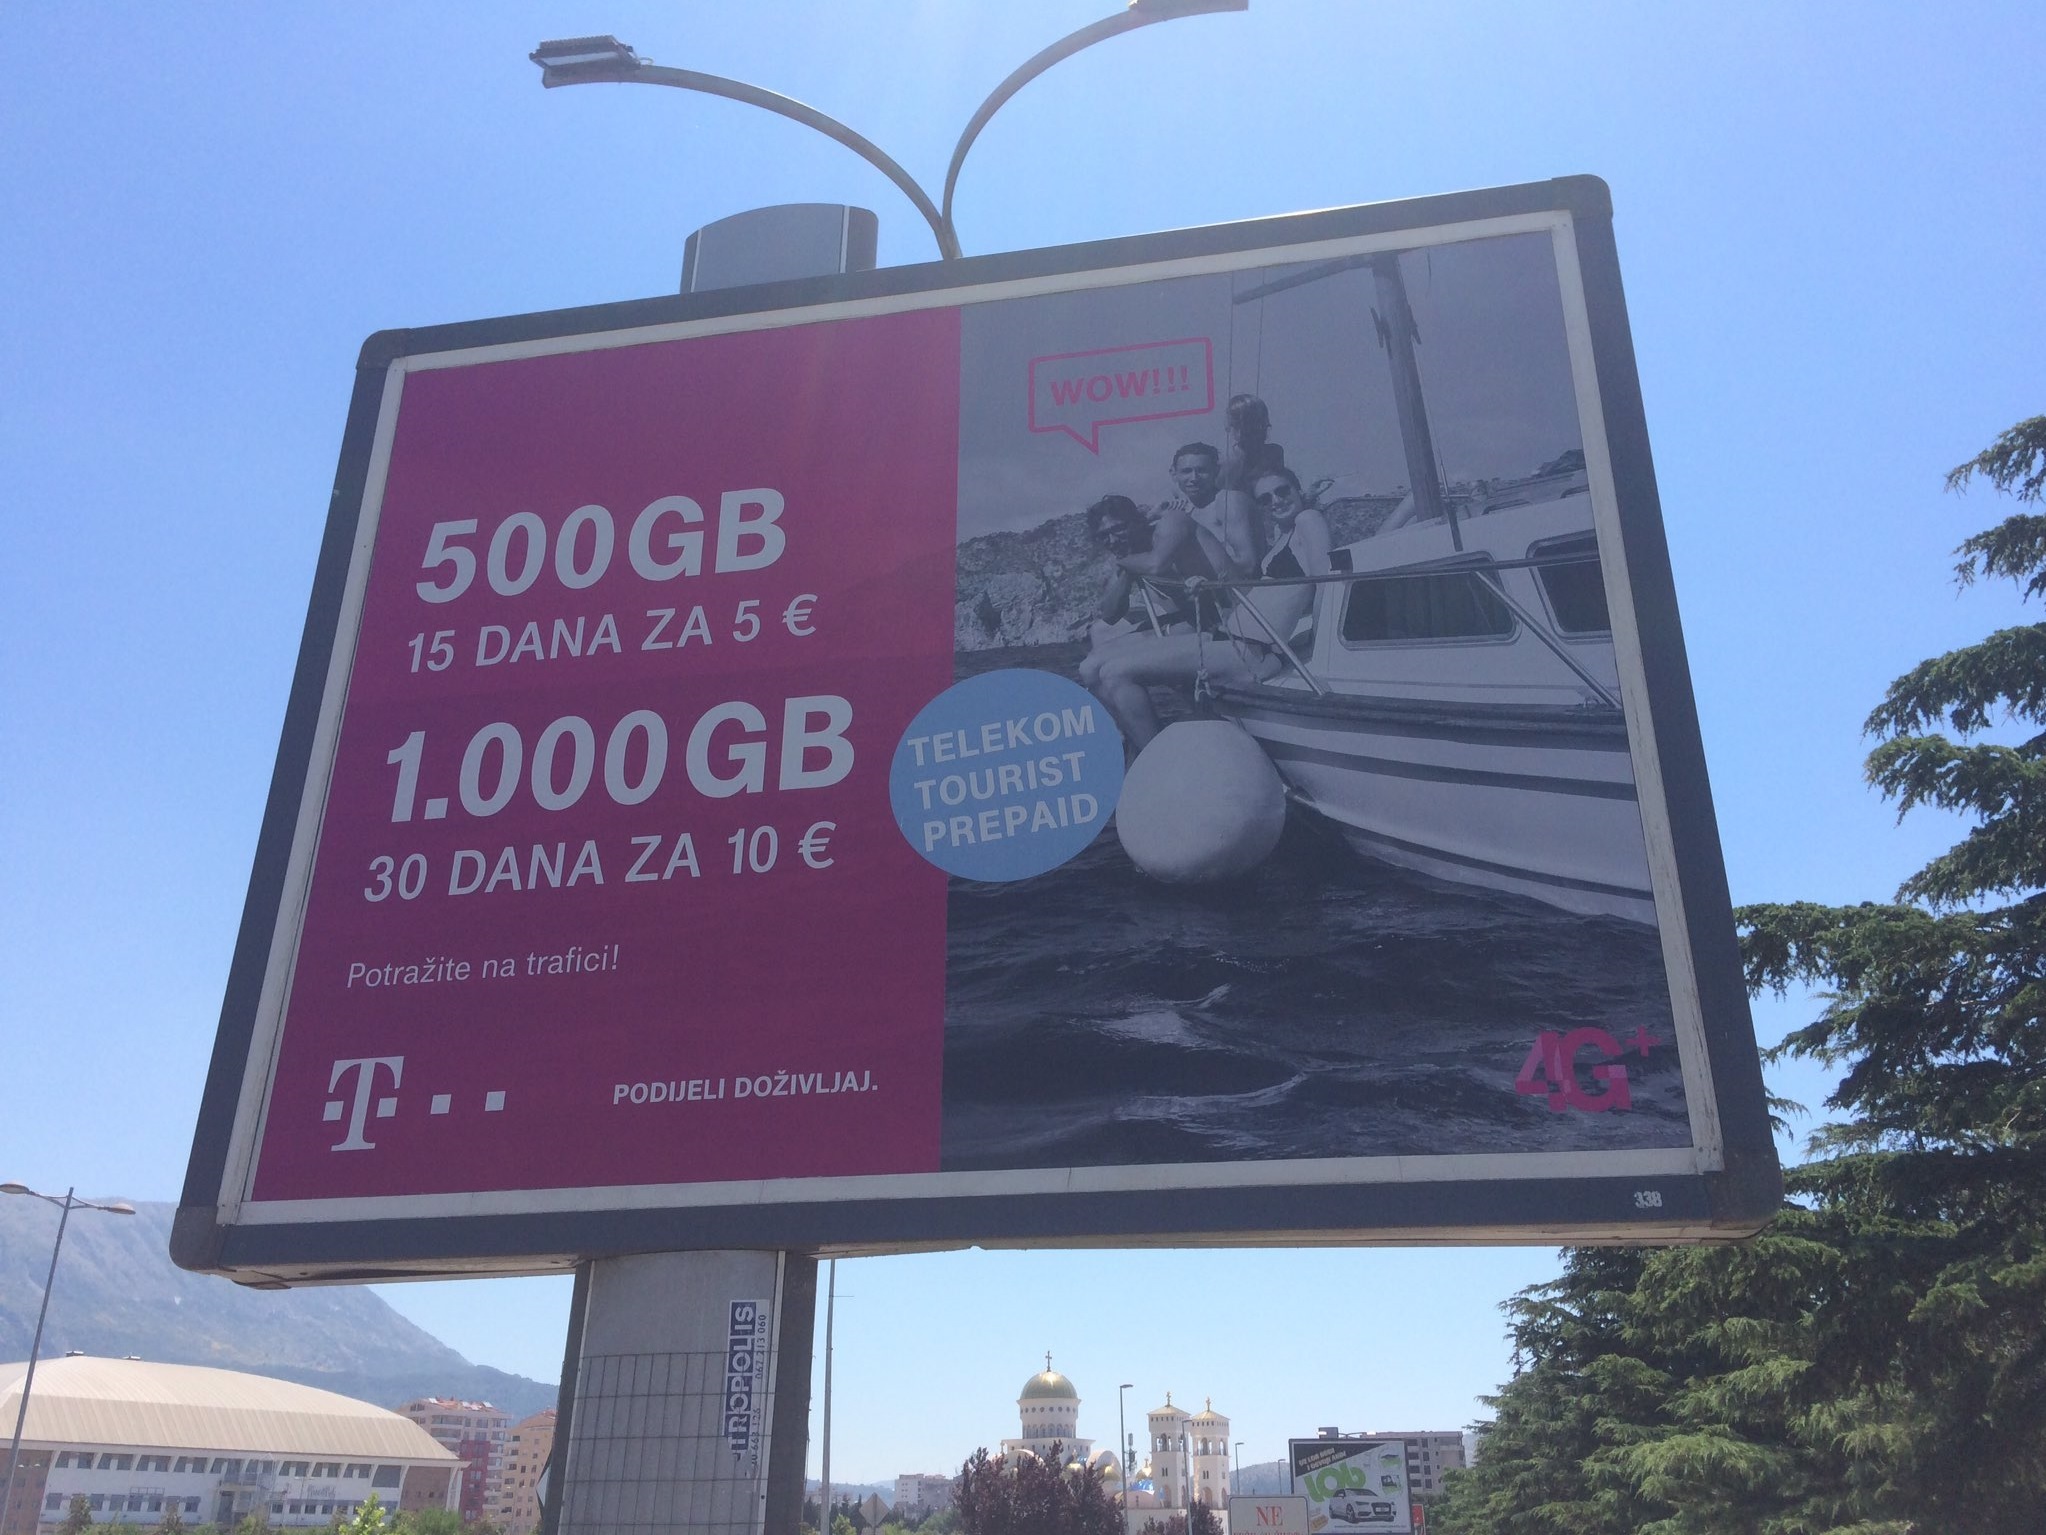 WOW!!!
500GB
15 DANA ZA 5 €
1.000GB
30 DANA ZA 10 €
TELEKOM
TOURIST
PREPAID
Potražite na trafici!
T
PODIJELI DOŽIVLJAJ.
4G+
338
NE